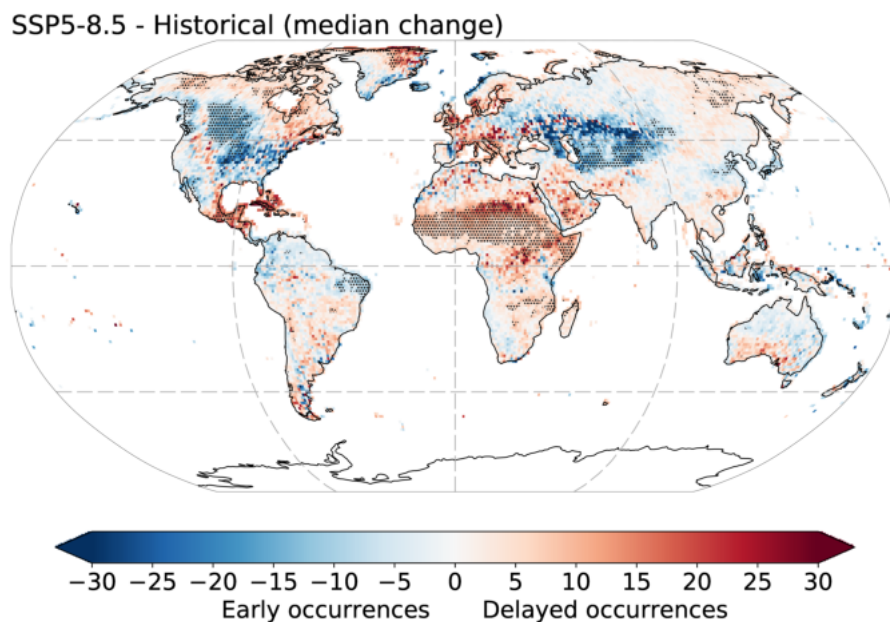 SSP5-8.5 - Historical (median change)
−30 −25 −20 −15 −10 −5 0 5 10 15 20 25 30
Early occurrences Delayed occurrences